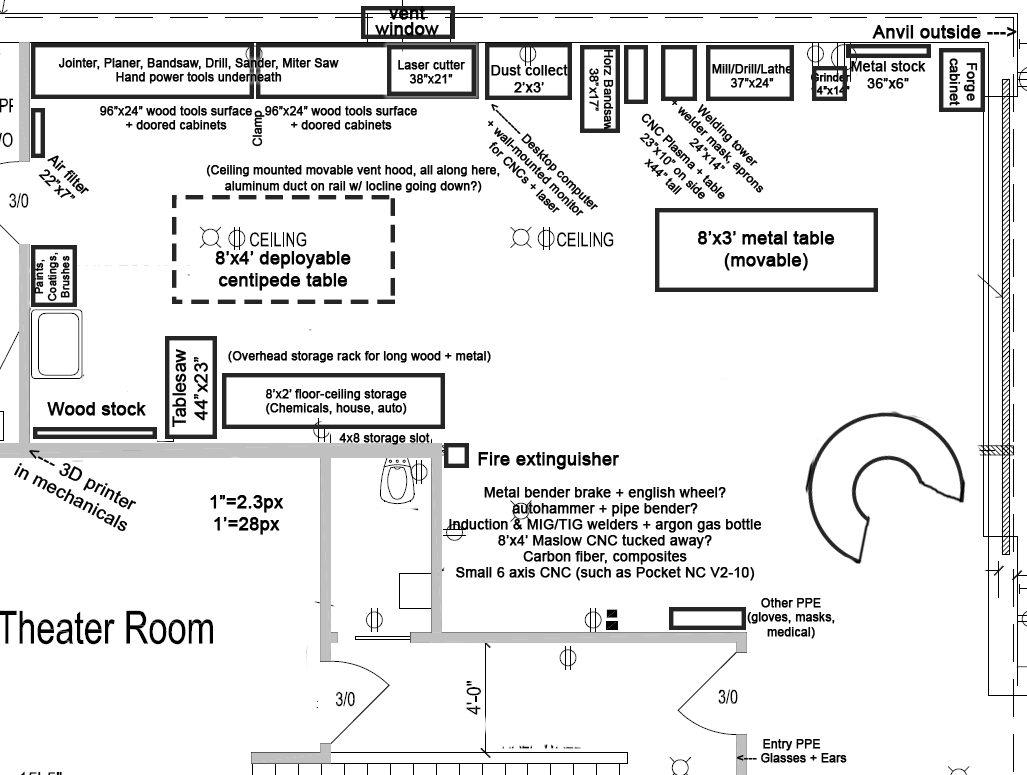 vent
window
Anvil outside --->
Jointer, Planer, Bandsaw, Drill, Sander, Miter Saw
Hand power tools underneath
Laser cutter
38"x21"
Dust collect
2'x3'
Horz Bandsaw
38"x17"
Mill/Drill/Lathe
37"x24"
Grinder
14"x14"
Metal stock
36"x6"
Forge
cabinet
96"x24" wood tools surface
+ doored cabinets
Clamp
96"x24" wood tools surface
+ doored cabinets
Welding tower
+ welder mask, aprons
24"x14"
CNC Plasma + table
23"x10" on side
x44" tall
<--- Desktop computer
+ wall-mounted monitor
for CNCs + laser
Air filter
22"x7"
3/0
(Ceiling mounted movable vent hood, all along here,
aluminum duct on rail w/ locline going down?)
CEILING
8'x4' deployable
centipede table
CEILING
8'x3' metal table
(movable)
Paints,
Coatings,
Brushes
Tablesaw
44"x23"
(Overhead storage rack for long wood + metal)
8'x2' floor-ceiling storage
(Chemicals, house, auto)
Wood stock
4x8 storage slot
<--- 3D printer
in mechanicals
Fire extinguisher
1"=2.3px
1'=28px
Metal bender brake + english wheel?
autohammer + pipe bender?
Induction & MIG/TIG welders + argon gas bottle
8'x4' Maslow CNC tucked away?
Carbon fiber, composites
Small 6 axis CNC (such as Pocket NC V2-10)
Theater Room
Other PPE
(gloves, masks,
medical)
3/0
4'-0"
3/0
Entry PPE
<--- Glasses + Ears